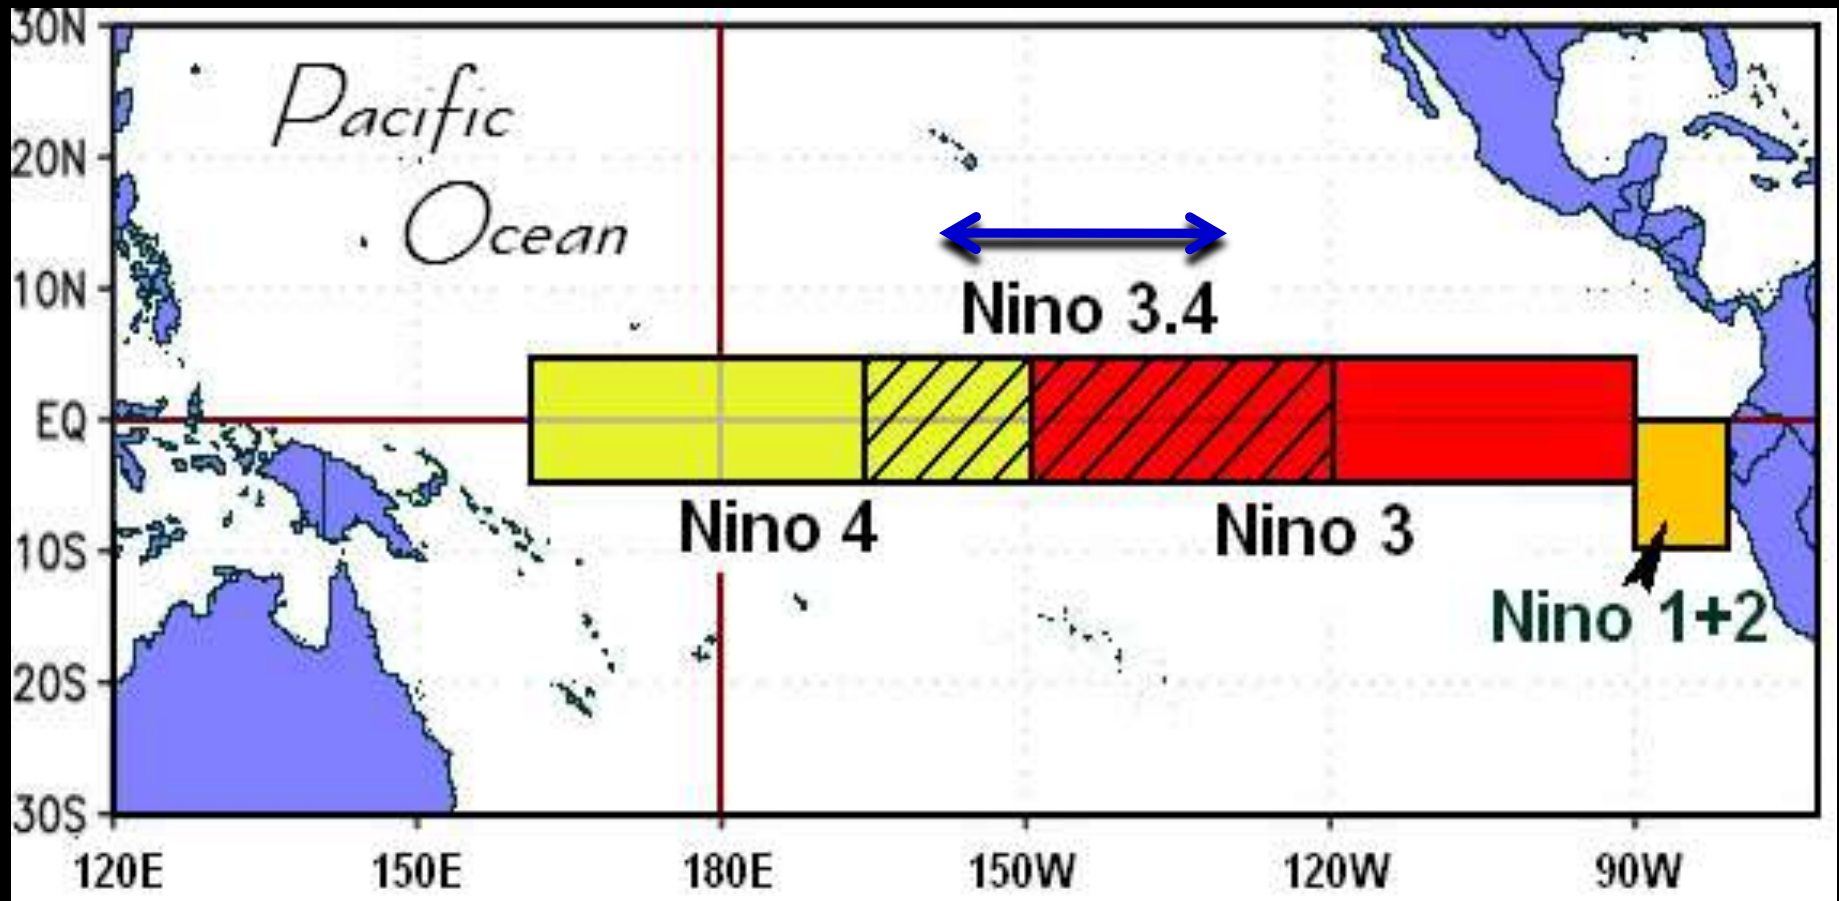 30N
Pacific
20N
Ocean
10N
Nino 3.4
EQ
Nino 4
Nino 3
10S
Nino 1+2
20S
30S
120E 150E 180E 150W 120W 90W